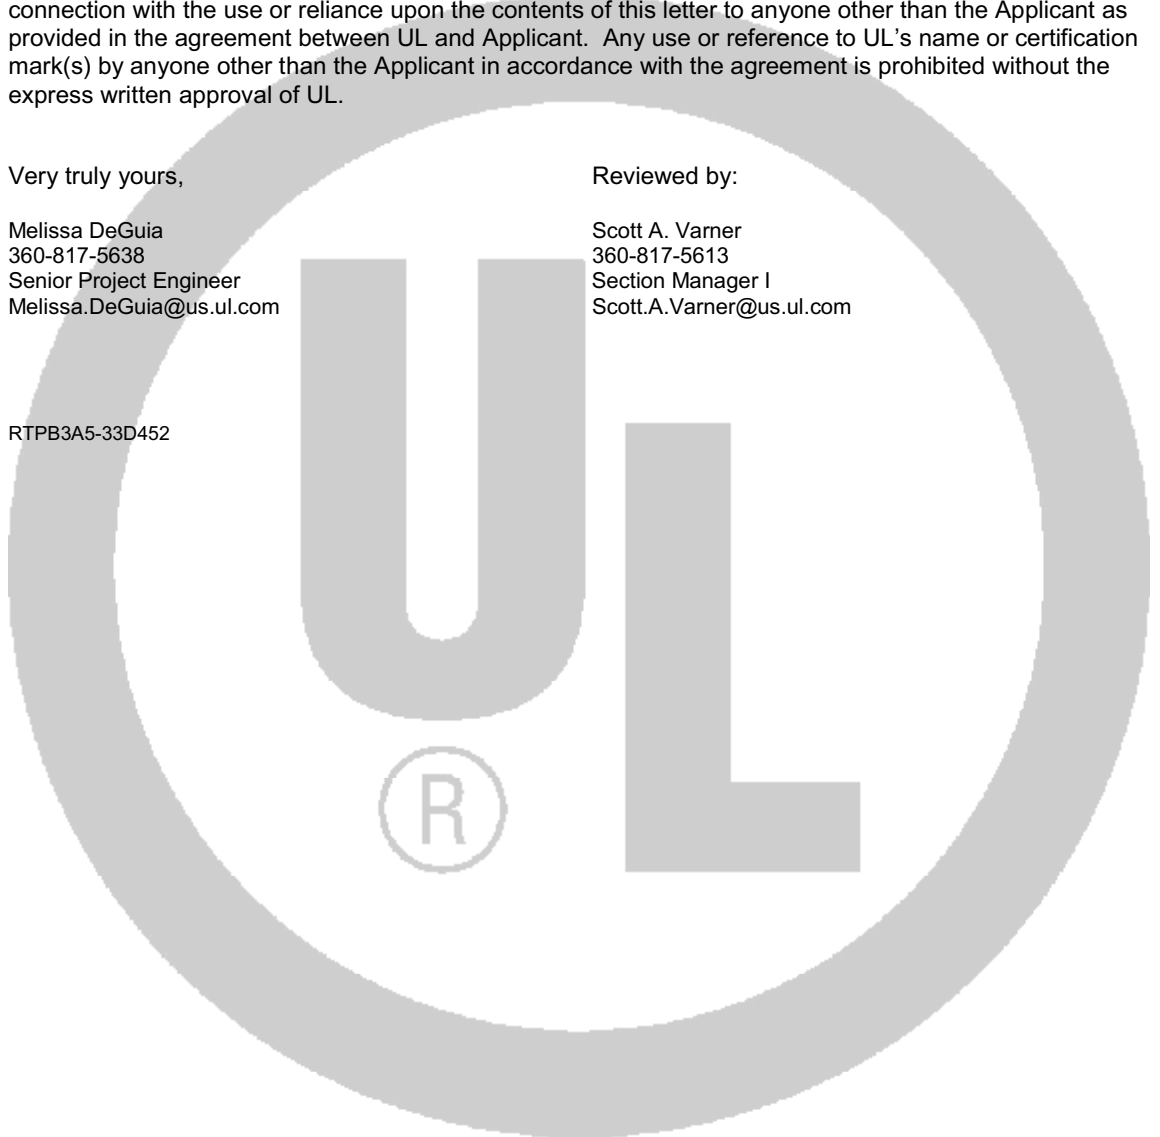 connection with the use or reliance upon the contents of this letter to anyone other than the Applicant as
provided in the agreement between UL and Applicant.  Any use or reference to UL’s name or certification
mark(s) by anyone other than the Applicant in accordance with the agreement is prohibited without the
express written approval of UL.
Very truly yours,
Melissa DeGuia
360-817-5638
Senior Project Engineer
Melissa.DeGuia@us.ul.com
Reviewed by:
Scott A. Varner
360-817-5613
Section Manager I
Scott.A.Varner@us.ul.com
RTPB3A5-33D452
UL
®